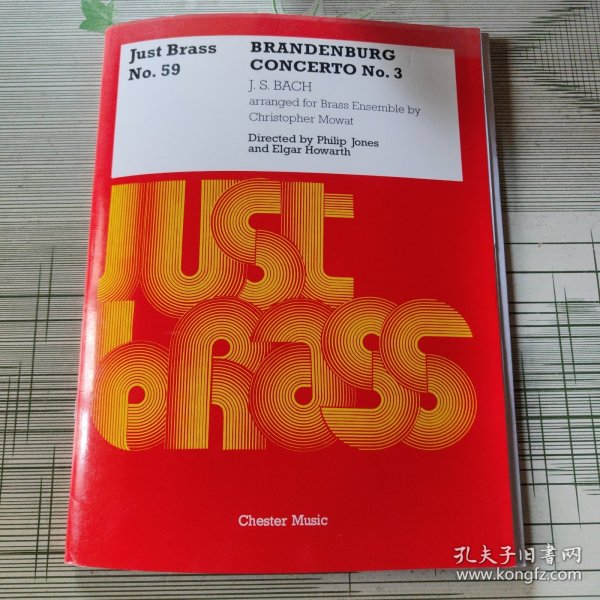 Just Brass
No. 59
BRANDENBURG
CONCERTO No. 3
J. S. BACH
arranged for Brass Ensemble by
Christopher Mowat
Directed by Philip Jones
and Elgar Howarth
Just
bRass
Chester Music
孔夫子旧书网
www.kongfz.com